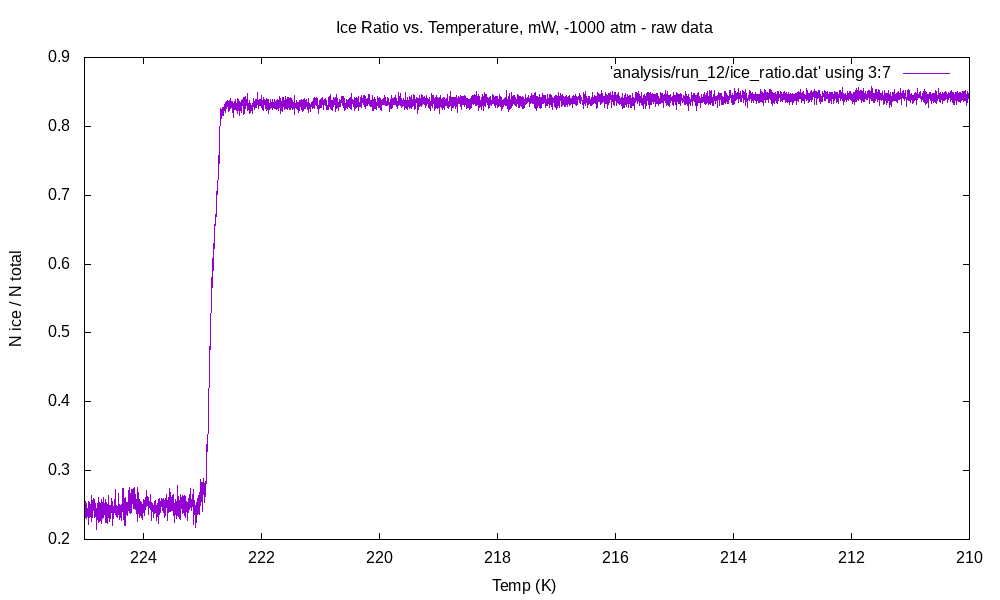 Ice Ratio vs. Temperature, mW, -1000 atm - raw data
'analysis/run_12/ice_ratio.dat' using 3:7
N ice / N total
0.9
0.8
0.7
0.6
0.5
0.4
0.3
0.2
224 222 220 218 216 214 212 210
Temp (K)